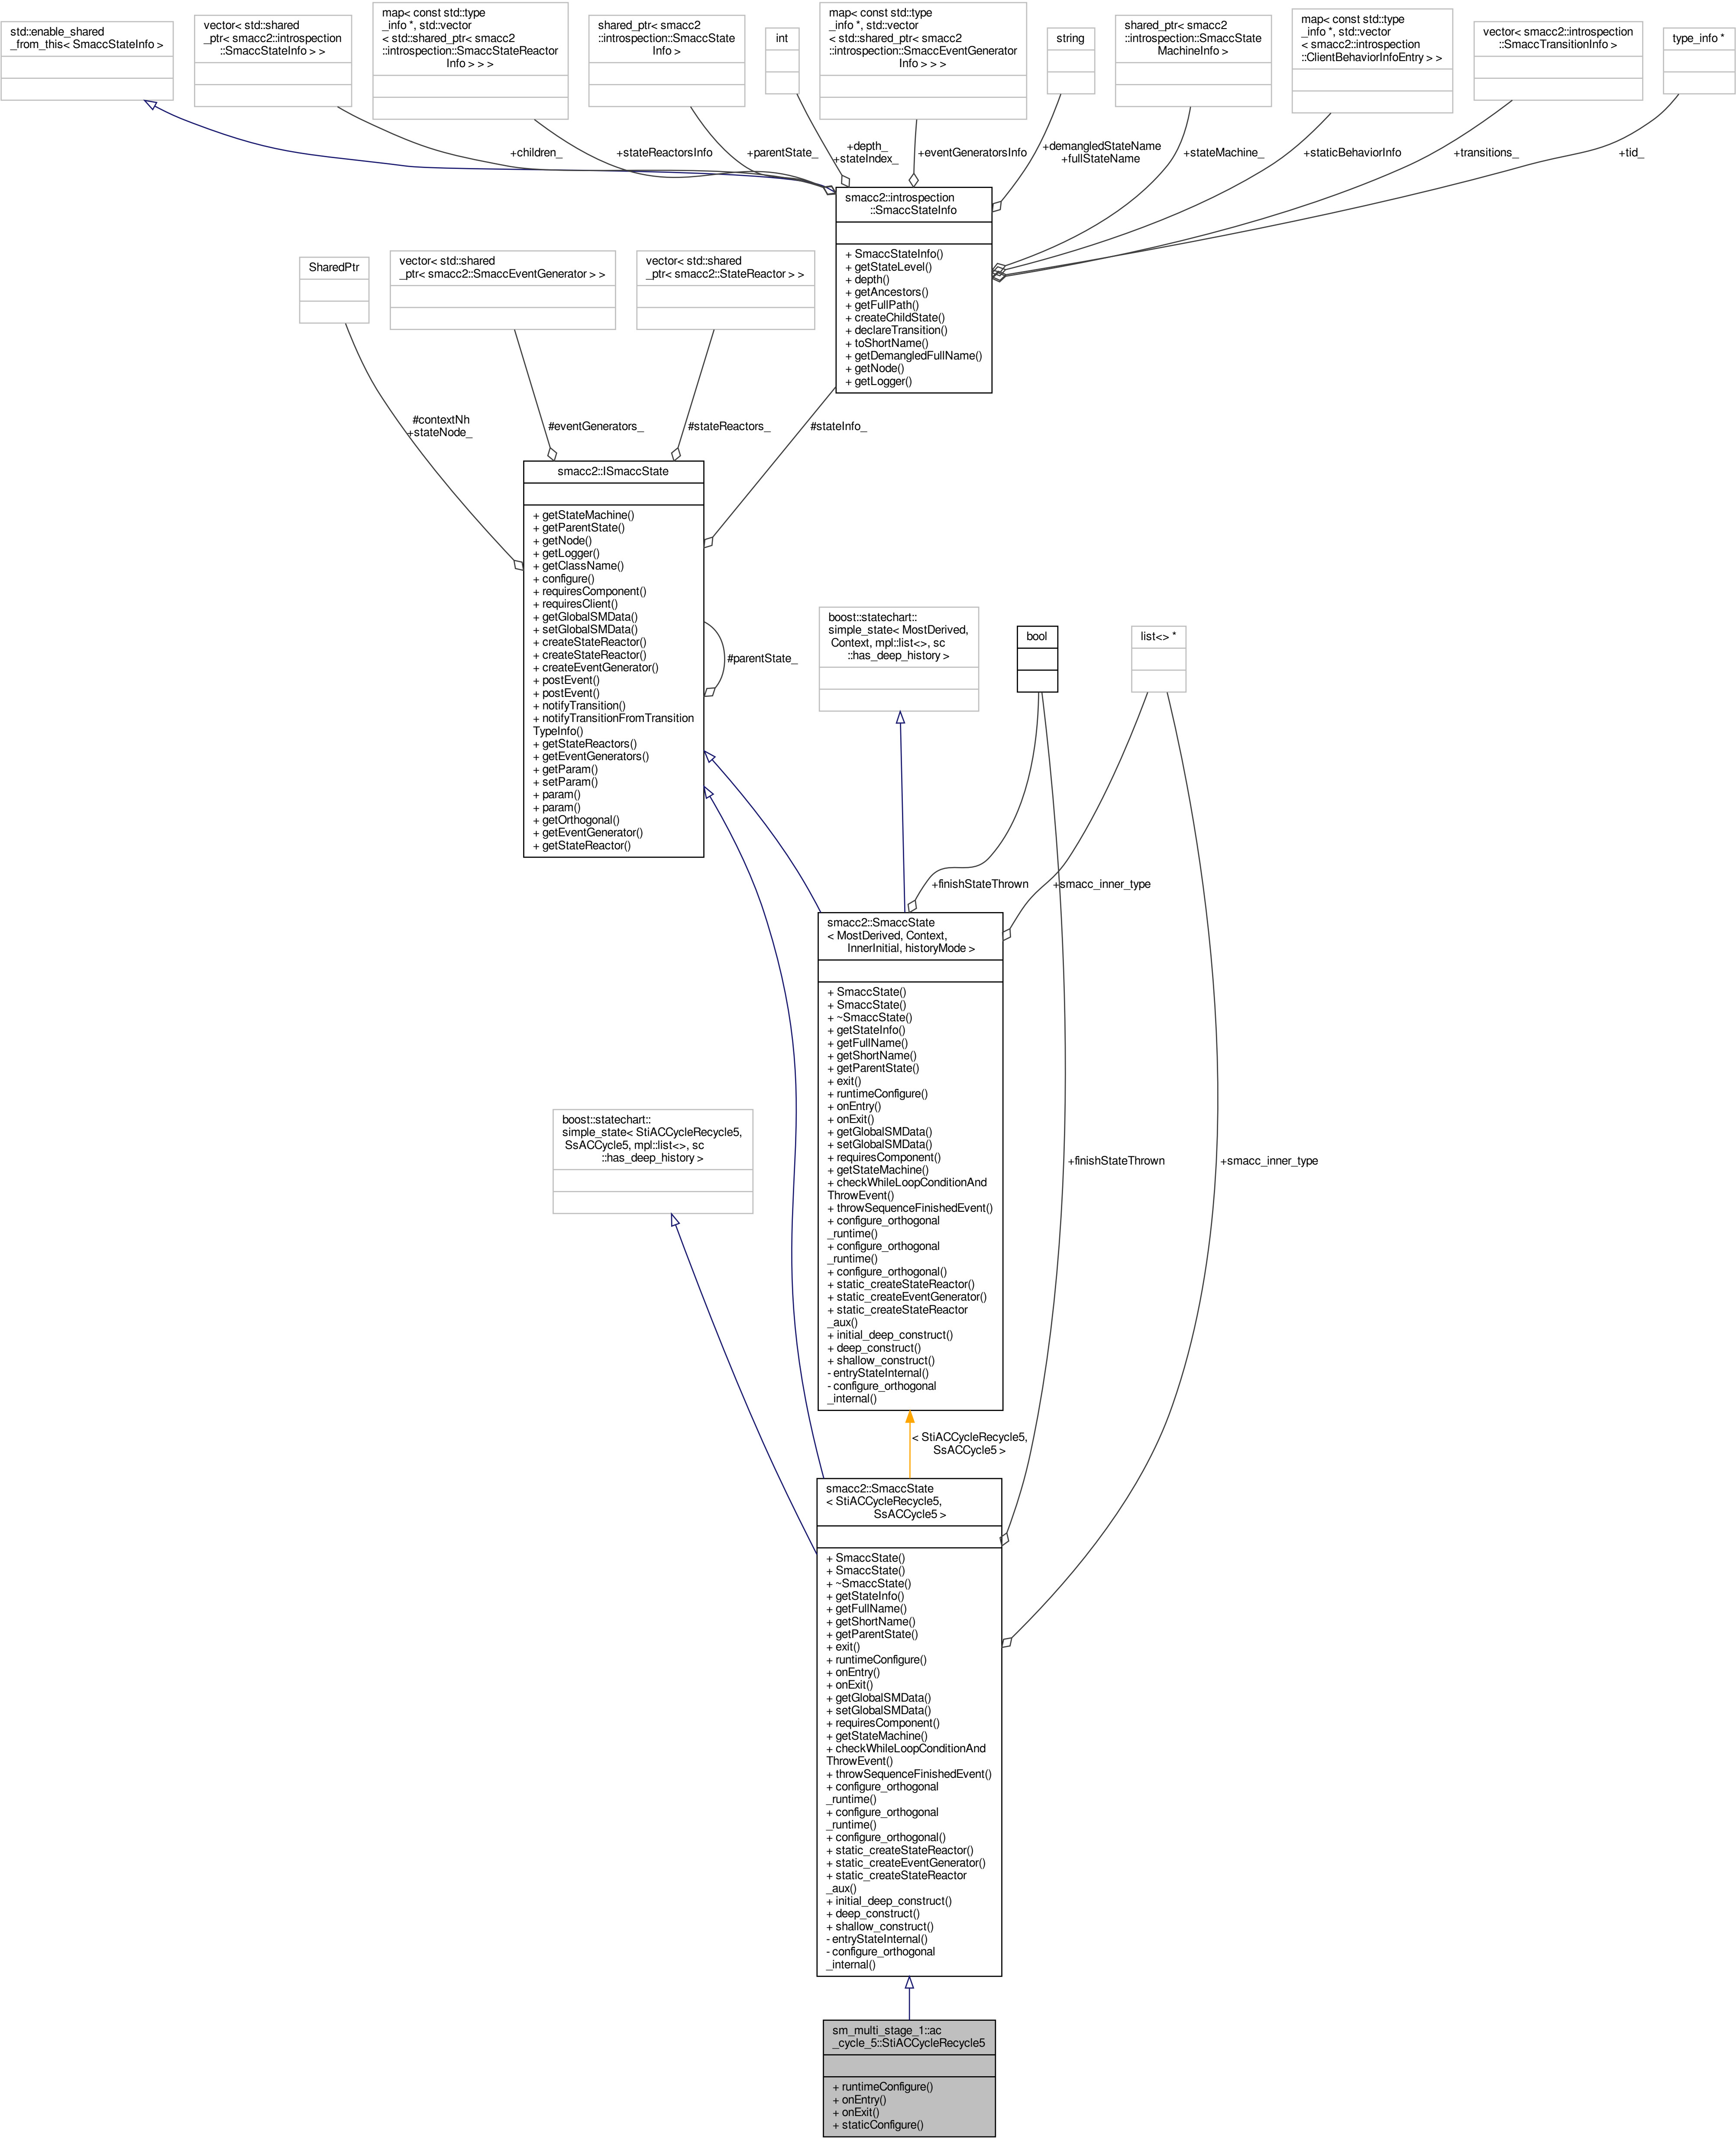 std::enable_shared
_from_this< SmaccStateInfo >
vector< std::shared
_ptr< smacc2::introspection
::SmaccStateInfo > >
map< const std::type
_info *, std::vector
< std::shared_ptr< smacc2
::introspection::SmaccStateReactor
Info > > >
shared_ptr< smacc2
::introspection::SmaccState
Info >
int
map< const std::type
_info *, std::vector
< std::shared_ptr< smacc2
::introspection::SmaccEventGenerator
Info > > >
string
shared_ptr< smacc2
::introspection::SmaccState
MachineInfo >
map< const std::type
_info *, std::vector
< smacc2::introspection
::ClientBehaviorInfoEntry > >
vector< smacc2::introspection
::SmaccTransitionInfo >
type_info *
+children_
+stateReactorsInfo
+parentState_
+depth_
+stateIndex_
+eventGeneratorsInfo
+demangledStateName
+fullStateName
+stateMachine_
+staticBehaviorInfo
+transitions_
+tid_
smacc2::introspection
::SmaccStateInfo
+ SmaccStateInfo()
+ getStateLevel()
+ depth()
+ getAncestors()
+ getFullPath()
+ createChildState()
+ declareTransition()
+ toShortName()
+ getDemangledFullName()
+ getNode()
+ getLogger()
SharedPtr
vector< std::shared
_ptr< smacc2::SmaccEventGenerator > >
vector< std::shared
_ptr< smacc2::StateReactor > >
#contextNh
+stateNode_
#eventGenerators_
#stateReactors_
#stateInfo_
smacc2::ISmaccState
+ getStateMachine()
+ getParentState()
+ getNode()
+ getLogger()
+ getClassName()
+ configure()
+ requiresComponent()
+ requiresClient()
+ getGlobalSMData()
+ setGlobalSMData()
+ createStateReactor()
+ createStateReactor()
+ createEventGenerator()
+ postEvent()
+ postEvent()
+ notifyTransition()
+ notifyTransitionFromTransition
TypeInfo()
+ getStateReactors()
+ getEventGenerators()
+ getParam()
+ setParam()
+ param()
+ param()
+ getOrthogonal()
+ getEventGenerator()
+ getStateReactor()
#parentState_
boost::statechart::
simple_state< MostDerived,
Context, mpl::list<>, sc
::has_deep_history >
bool
list<> *
+finishStateThrown
+smacc_inner_type
smacc2::SmaccState
< MostDerived, Context,
InnerInitial, historyMode >
+ SmaccState()
+ SmaccState()
+ ~SmaccState()
+ getStateInfo()
+ getFullName()
+ getShortName()
+ getParentState()
+ exit()
+ runtimeConfigure()
+ onEntry()
+ onExit()
+ getGlobalSMData()
+ setGlobalSMData()
+ requiresComponent()
+ getStateMachine()
+ checkWhileLoopConditionAnd
ThrowEvent()
+ throwSequenceFinishedEvent()
+ configure_orthogonal
_runtime()
+ configure_orthogonal
_runtime()
+ configure_orthogonal()
+ static_createStateReactor()
+ static_createEventGenerator()
+ static_createStateReactor
_aux()
+ initial_deep_construct()
+ deep_construct()
+ shallow_construct()
- entryStateInternal()
- configure_orthogonal
_internal()
boost::statechart::
simple_state< StiACCycleRecycle5,
SsACCycle5, mpl::list<>, sc
::has_deep_history >
+finishStateThrown
+smacc_inner_type
< StiACCycleRecycle5,
SsACCycle5 >
smacc2::SmaccState
< StiACCycleRecycle5,
SsACCycle5 >
+ SmaccState()
+ SmaccState()
+ ~SmaccState()
+ getStateInfo()
+ getFullName()
+ getShortName()
+ getParentState()
+ exit()
+ runtimeConfigure()
+ onEntry()
+ onExit()
+ getGlobalSMData()
+ setGlobalSMData()
+ requiresComponent()
+ getStateMachine()
+ checkWhileLoopConditionAnd
ThrowEvent()
+ throwSequenceFinishedEvent()
+ configure_orthogonal
_runtime()
+ configure_orthogonal
_runtime()
+ configure_orthogonal()
+ static_createStateReactor()
+ static_createEventGenerator()
+ static_createStateReactor
_aux()
+ initial_deep_construct()
+ deep_construct()
+ shallow_construct()
- entryStateInternal()
- configure_orthogonal
_internal()
sm_multi_stage_1::ac
_cycle_5::StiACCycleRecycle5
+ runtimeConfigure()
+ onEntry()
+ onExit()
+ staticConfigure()